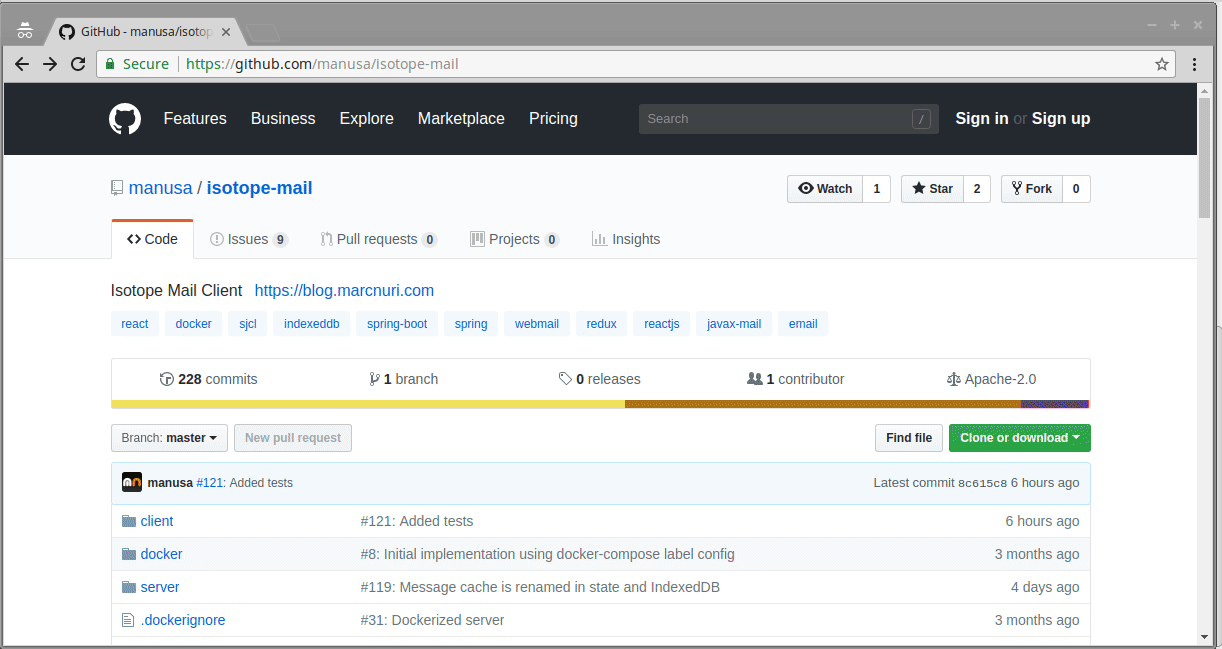 GitHub - manusa/isotop
Secure https://github.com/manusa/isotope-mail
Features Business Explore Marketplace Pricing Search / Sign in or Sign up
manusa / isotope-mail Watch 1 Star 2 Fork 0
Code Issues 9 Pull requests 0 Projects 0 Insights
Isotope Mail Client https://blog.marcnuri.com
react docker sjcl indexeddb spring-boot spring webmail redux reactjs javax-mail email
228 commits 1 branch 0 releases 1 contributor Apache-2.0
Branch: master New pull request Find file Clone or download
manusa #121: Added tests Latest commit 8c615c8 6 hours ago
client #121: Added tests 6 hours ago
docker #8: Initial implementation using docker-compose label config 3 months ago
server #119: Message cache is renamed in state and IndexedDB 4 days ago
.dockerignore #31: Dockerized server 3 months ago